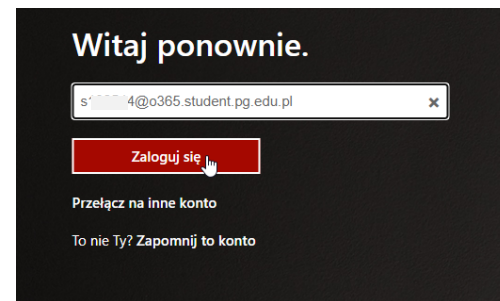 Witaj ponownie.
4@o365.student.pg.edu.pl
Zaloguj się
Przełącz na inne konto
To nie Ty? Zapomnij to konto